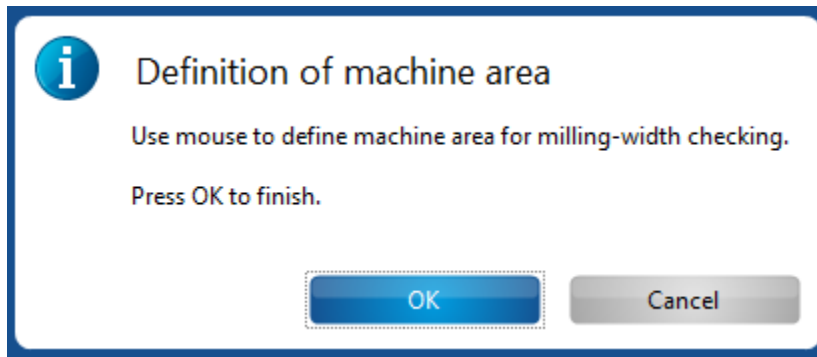 Definition of machine area
Use mouse to define machine area for milling-width checking.
Press OK to finish.
OK
Cancel